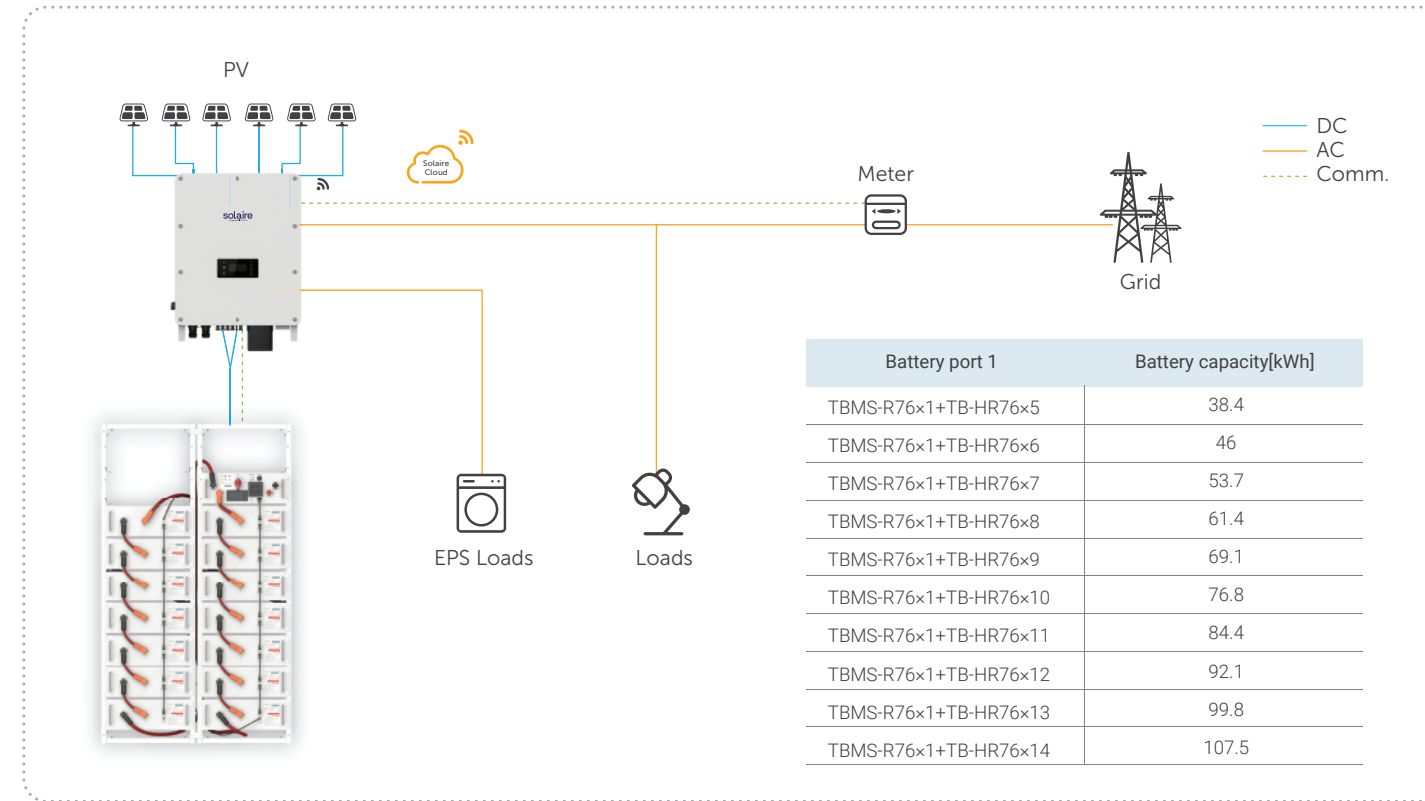 PV
Solaire
Cloud
DC
AC
Comm.
Meter
solaire
Grid
EPS Loads
Loads
Battery port 1 Battery capacity[kWh]
TBMS-R76×1+TB-HR76×5 38.4
TBMS-R76×1+TB-HR76×6 46
TBMS-R76×1+TB-HR76×7 53.7
TBMS-R76×1+TB-HR76×8 61.4
TBMS-R76×1+TB-HR76×9 69.1
TBMS-R76×1+TB-HR76×10 76.8
TBMS-R76×1+TB-HR76×11 84.4
TBMS-R76×1+TB-HR76×12 92.1
TBMS-R76×1+TB-HR76×13 99.8
TBMS-R76×1+TB-HR76×14 107.5